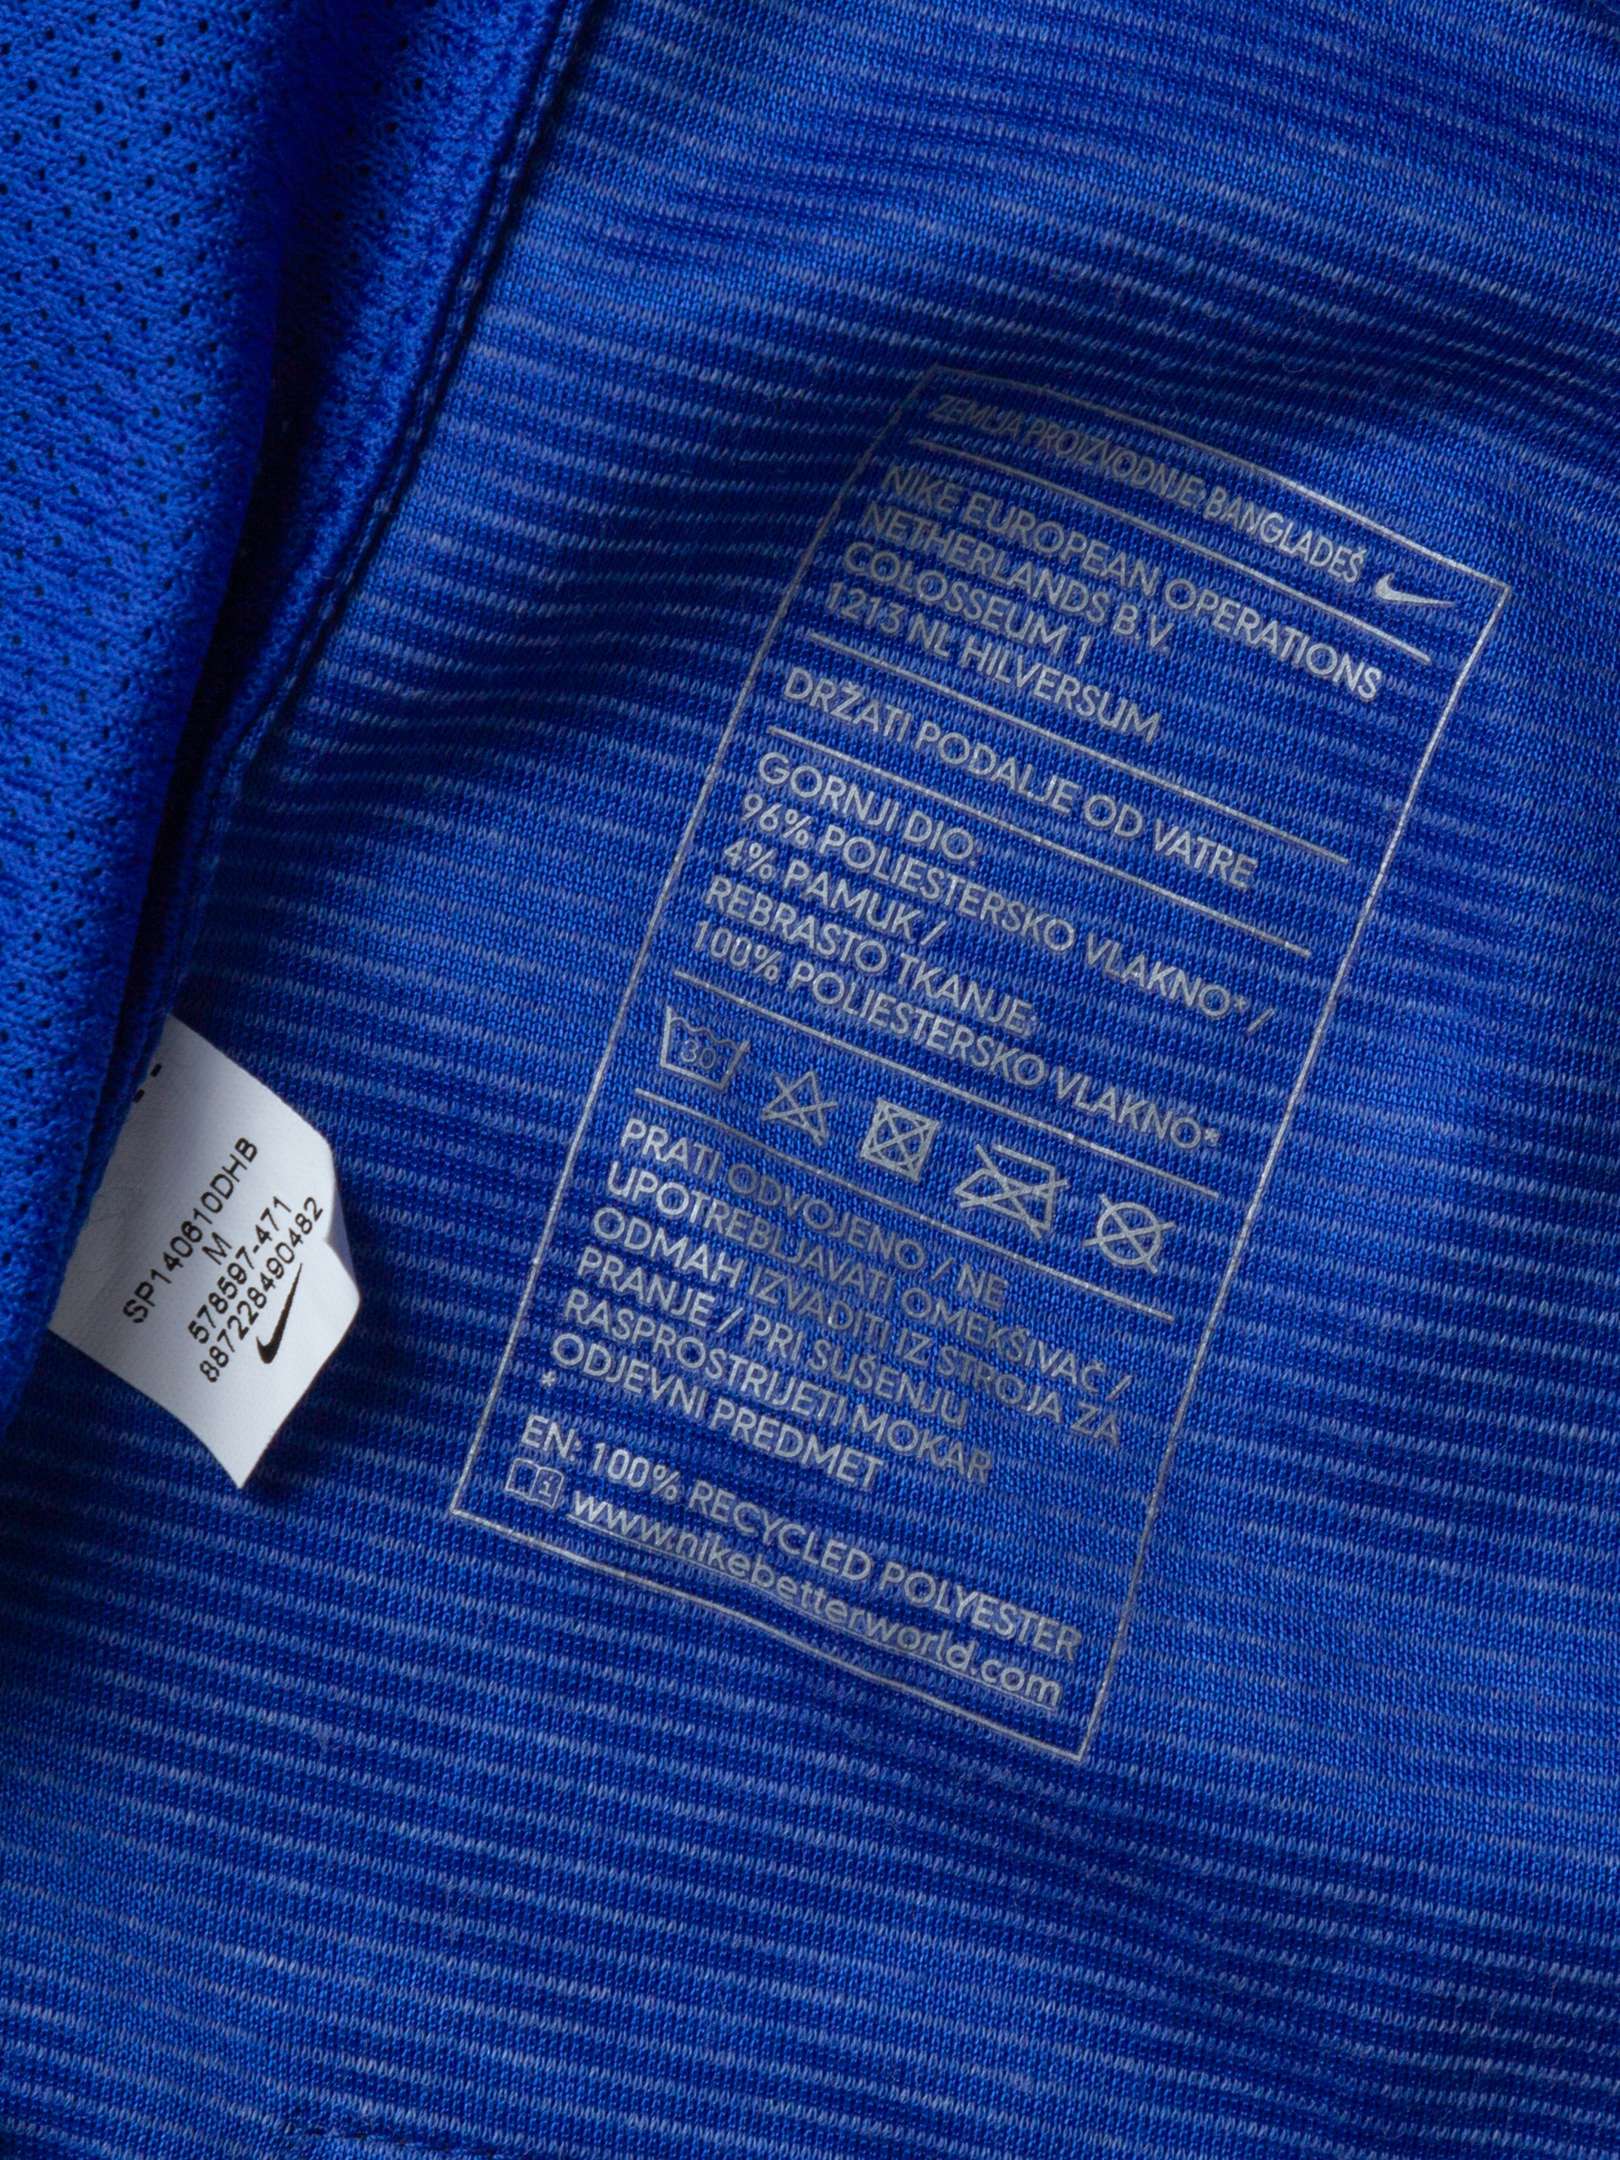 ZEMLJA PROIZVODNJE: BANGLADEŠ
NIKE EUROPEAN OPERATIONS
NETHERLANDS B.V.
COLOSSEUM 1
1213 NL HILVERSUM
DRŽATI PODALJE OD VATRE
GORNJI DIO:
96% POLIESTERSKO VLAKNO* /
4% PAMUK /
REBRASTO TKANJE:
100% POLIESTERSKO VLAKNO*
30
PRATI ODVOJENO / NE
UPOTREBLJAVATI OMEKŠIVAČ /
ODMAH IZVADITI IZ STROJA ZA
PRANJE / PRI SUŠENJU
RASPROSTRIJETI MOKAR
ODJEVNI PREDMET
*
EN: 100% RECYCLED POLYESTER
i www.nikebetterworld.com
SP140610DHB
M
578597-471
887228490482